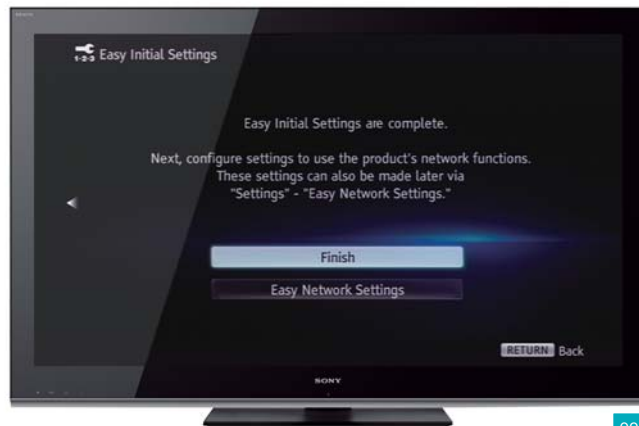 Easy Initial Settings
Easy Initial Settings are complete.
Next, configure settings to use the product's network functions.
These settings can also be made later via
"Settings" - "Easy Network Settings."
Finish
Easy Network Settings
RETURN Back
SONY